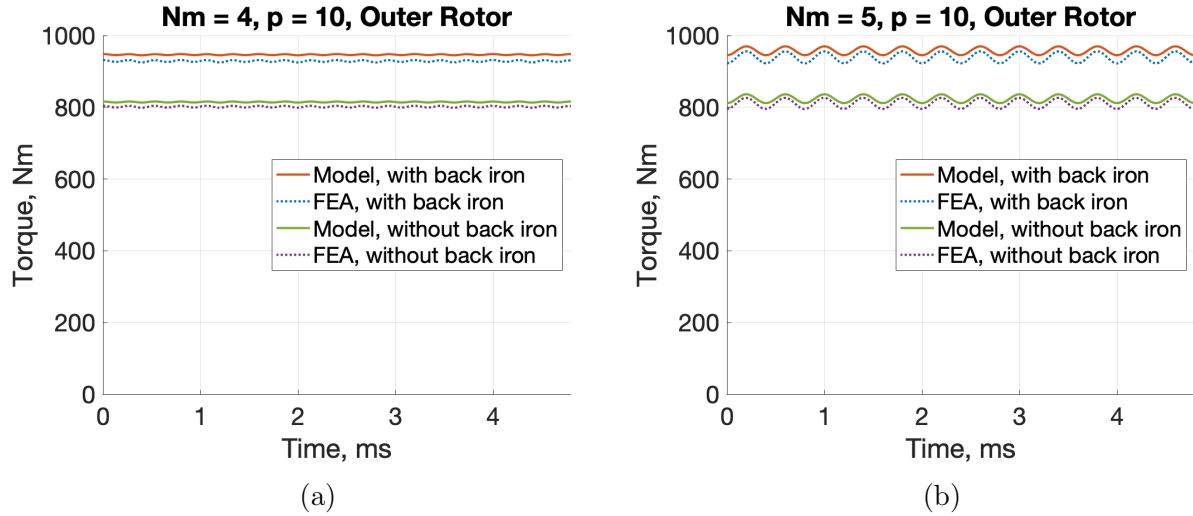 Nm = 4, p = 10, Outer Rotor
1000
800
600
400
200
0
Torque, Nm
Model, with back iron
FEA, with back iron
Model, without back iron
FEA, without back iron
0 1 2 3 4
Time, ms
(a)
Nm = 5, p = 10, Outer Rotor
1000
800
600
400
200
0
Torque, Nm
Model, with back iron
FEA, with back iron
Model, without back iron
FEA, without back iron
0 1 2 3 4
Time, ms
(b)